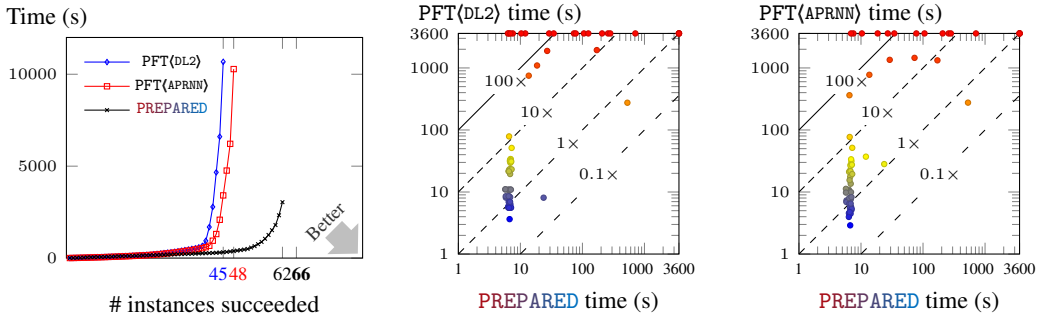 Time (s)
10000
5000
0
PFT⟨DL2⟩
PFT⟨APRNN⟩
PREPARED
Better
45 48 62 66
# instances succeeded
PFT⟨DL2⟩ time (s)
3600
1000
100
10
1
100×
10×
1×
0.1×
1 10 100 1000 3600
PREPARED time (s)
PFT⟨APRNN⟩ time (s)
3600
1000
100
10
1
100×
10×
1×
0.1×
1 10 100 1000 3600
PREPARED time (s)